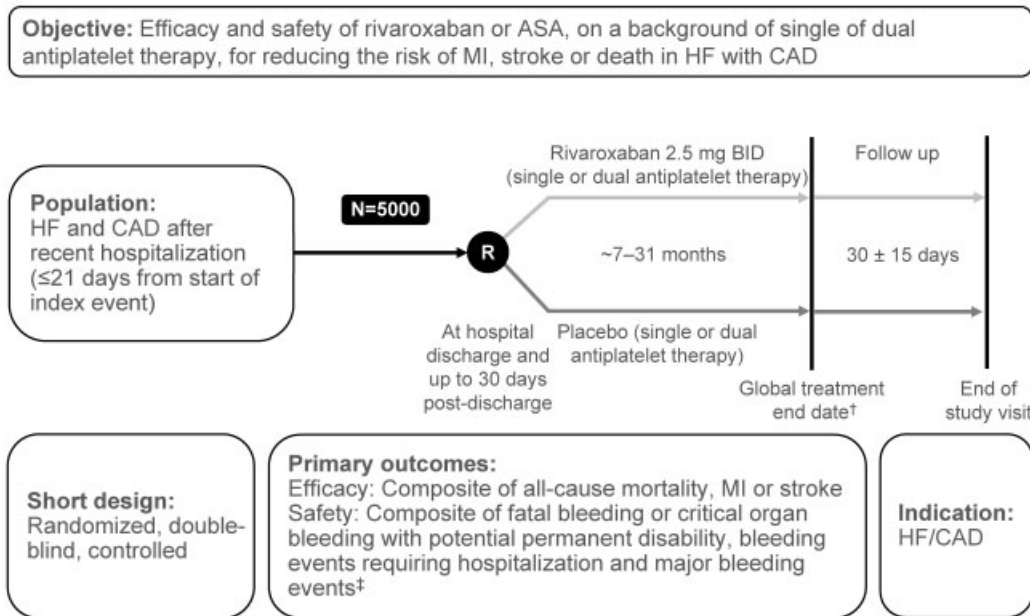 Objective: Efficacy and safety of rivaroxaban or ASA, on a background of single of dual
antiplatelet therapy, for reducing the risk of MI, stroke or death in HF with CAD
Population:
HF and CAD after
recent hospitalization
(≤21 days from start of
index event)
N=5000
R
At hospital
discharge and
up to 30 days
post-discharge
Rivaroxaban 2.5 mg BID
(single or dual antiplatelet therapy)
~7–31 months
Placebo (single or dual
antiplatelet therapy)
Follow up
30 ± 15 days
Global treatment
end date†
End of
study visit
Short design:
Randomized, double-
blind, controlled
Primary outcomes:
Efficacy: Composite of all-cause mortality, MI or stroke
Safety: Composite of fatal bleeding or critical organ
bleeding with potential permanent disability, bleeding
events requiring hospitalization and major bleeding
events‡
Indication:
HF/CAD